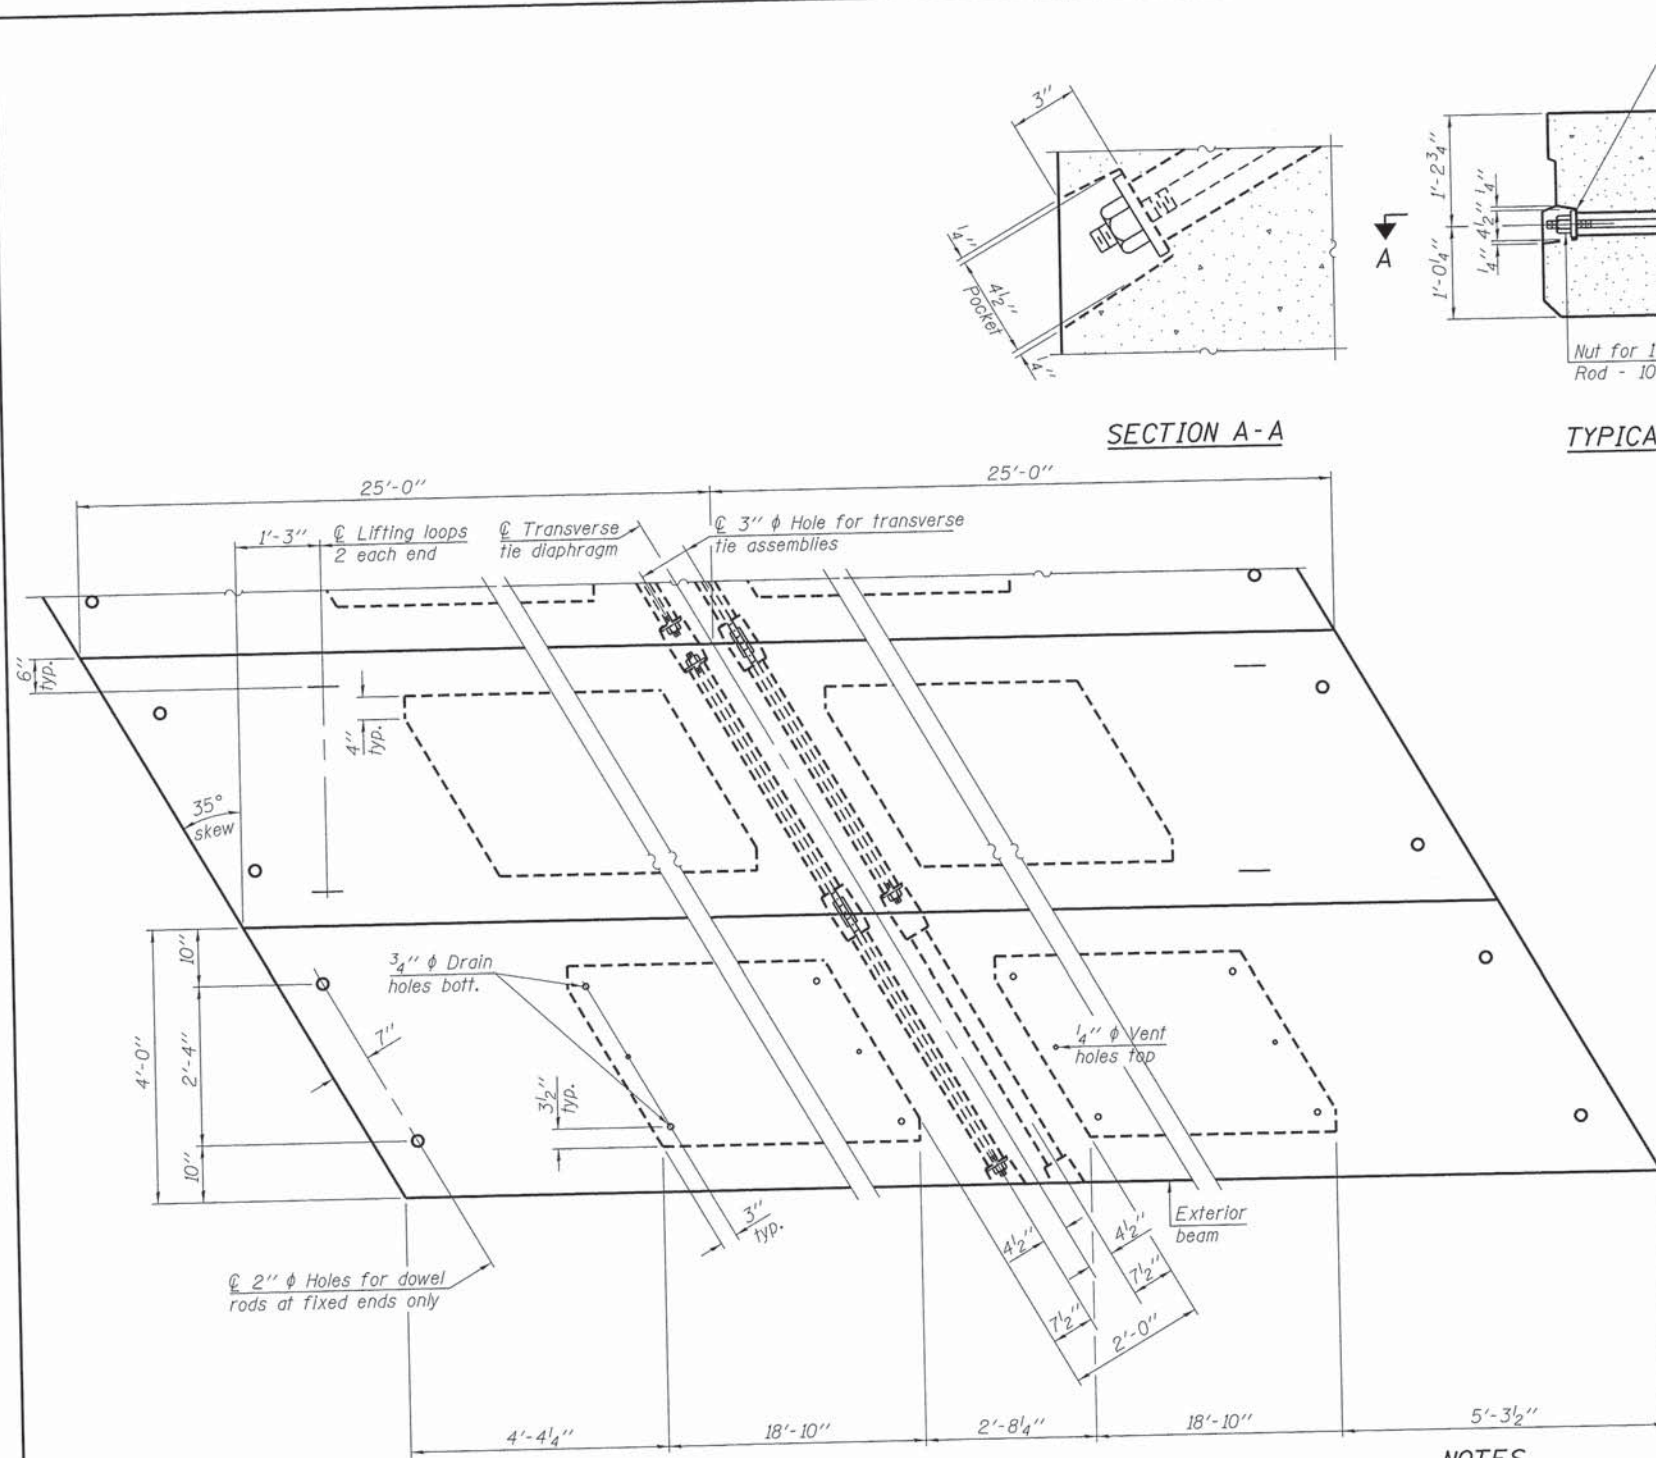 3"
1/4"
4 1/2"
pocket
1/4"
SECTION A-A
A
1'-2 3/4"
1'-0 1/4"
1/4"
4 1/2"
1/4"
Nut for 1
Rod - 10
TYPICA
25'-0"
25'-0"
1'-3"
℄ Lifting loops
2 each end
℄ Transverse
tie diaphragm
℄ 3" ϕ Hole for transverse
tie assemblies
6"
typ.
4"
typ.
35°
skew
3/4" ϕ Drain
holes bott.
10"
2'-4"
10"
4'-0"
7"
3 1/2"
typ.
1/4" ϕ Vent
holes top
3"
typ.
℄ 2" ϕ Holes for dowel
rods at fixed ends only
Exterior
beam
4 1/2"
4 1/2"
7 1/2"
7 1/2"
2'-0"
4'-4 1/4"
18'-10"
2'-8 1/4"
18'-10"
5'-3 1/2"
NOTES